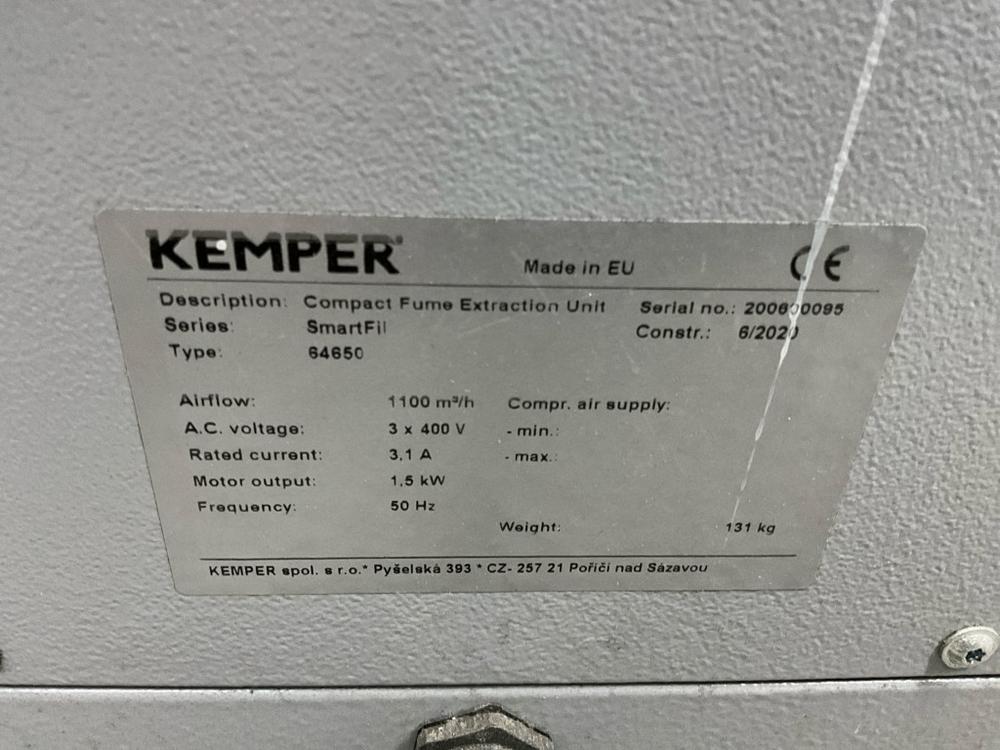 KEMPER
Made in EU
CE
Description: Compact Fume Extraction Unit
Serial no.: 200600095
Series: SmartFil
Constr.: 6/2020
Type: 64650
Airflow: 1100 m³/h
Compr. air supply:
A.C. voltage: 3 x 400 V
- min.:
Rated current: 3,1 A
- max.:
Motor output: 1,5 kW
Frequency: 50 Hz
Weight: 131 kg
KEMPER spol. s r.o.* Pyšelská 393 * CZ- 257 21 Poříčí nad Sázavou